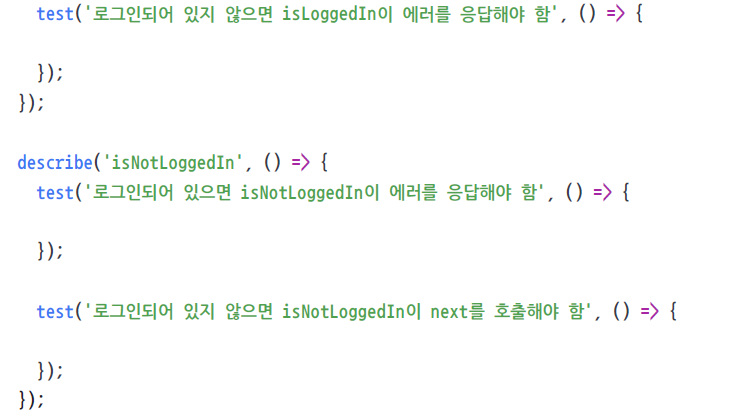 test('로그인되어 있지 않으면 isLoggedIn이 에러를 응답해야 함', () => {
});
});
describe('isNotLoggedIn', () => {
test('로그인되어 있으면 isNotLoggedIn이 에러를 응답해야 함', () => {
});
test('로그인되어 있지 않으면 isNotLoggedIn이 next를 호출해야 함', () => {
});
});